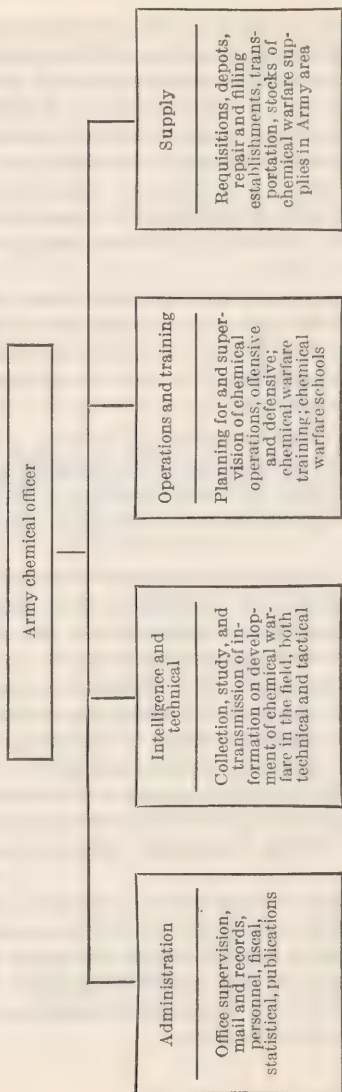 Army chemical officer
Administration
Office supervision,
mail and records,
personnel, fiscal,
statistical, publications
Intelligence and
technical
Collection, study, and
transmission of in-
formation on develop-
ment of chemical war-
fare in the field, both
technical and tactical
Operations and training
Planning for and super-
vision of chemical
operations, offensive
and defensive;
chemical warfare
training; chemical
warfare schools
Supply
Requisitions, depots,
repair and filling
establishments, trans-
portation, stocks of
chemical warfare sup-
plies in Army area